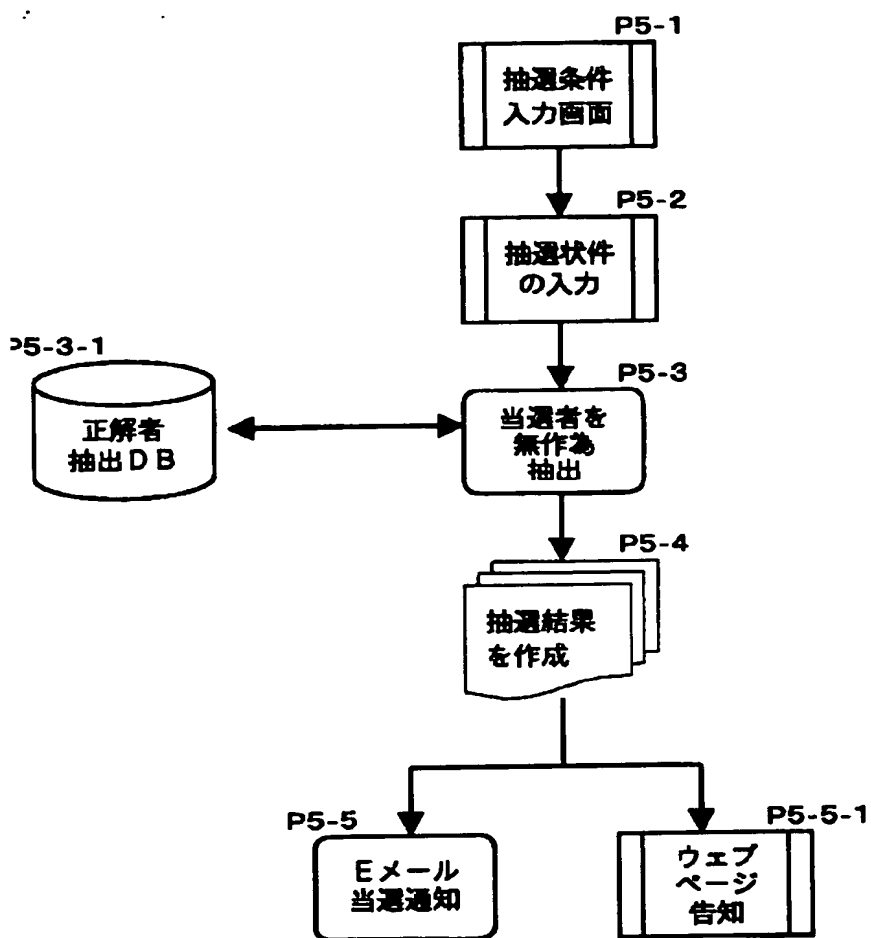 P5-1
抽選条件
入力画面
P5-2
抽選状件
の入力
P5-3-1
正解者
抽出DB
P5-3
当選者を
無作為
抽出
P5-4
抽選結果
を作成
P5-5
Eメール
当選通知
P5-5-1
ウェブ
ページ
告知